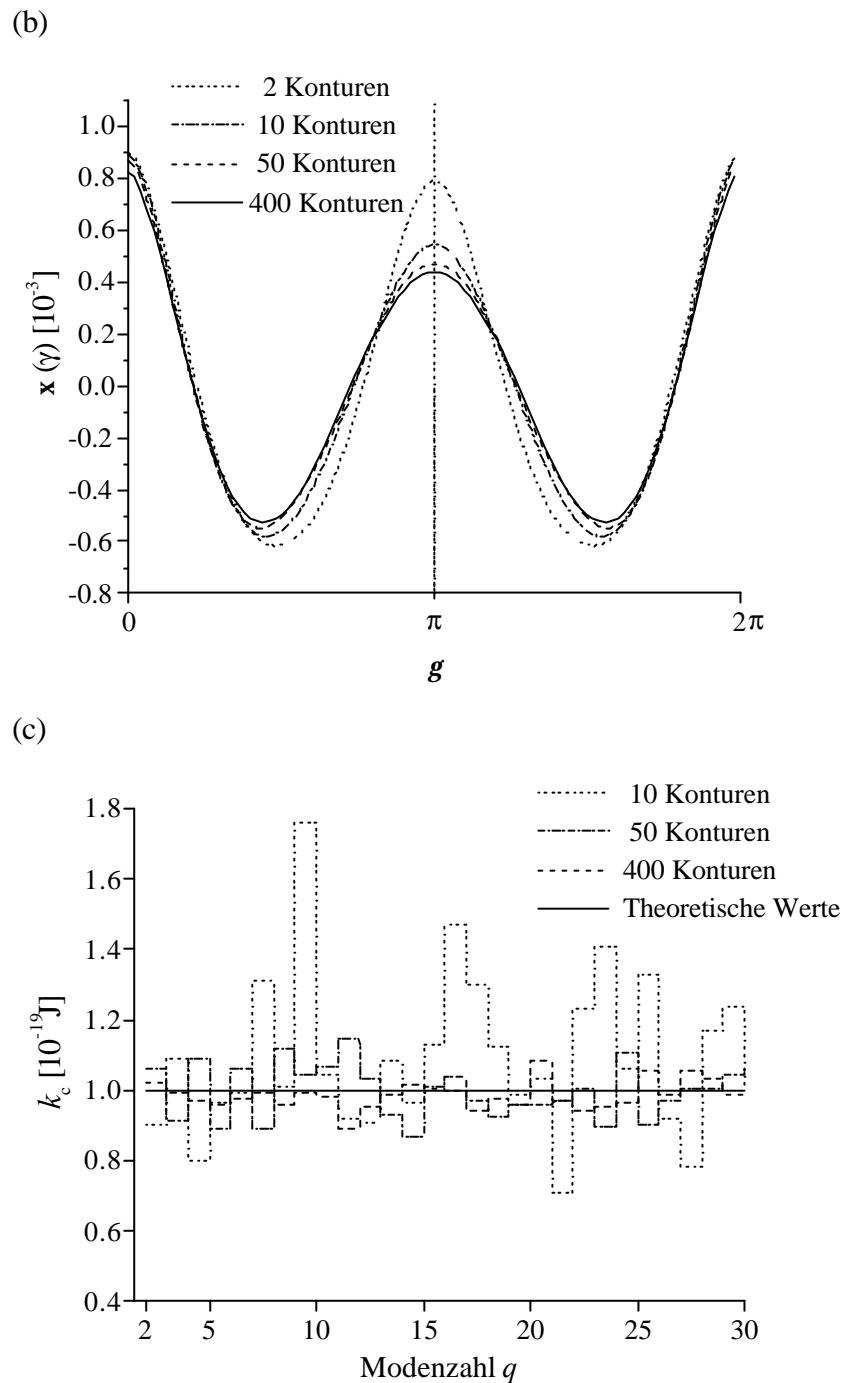 (b)
2 Konturen
10 Konturen
50 Konturen
400 Konturen
1.0
0.8
0.6
0.4
0.2
0.0
-0.2
-0.4
-0.6
-0.8
x (γ) [10⁻³]
0
π
2π
g
(c)
10 Konturen
50 Konturen
400 Konturen
Theoretische Werte
1.8
1.6
1.4
1.2
1.0
0.8
0.6
0.4
k_c [10⁻¹⁹J]
2
5
10
15
20
25
30
Modenzahl q